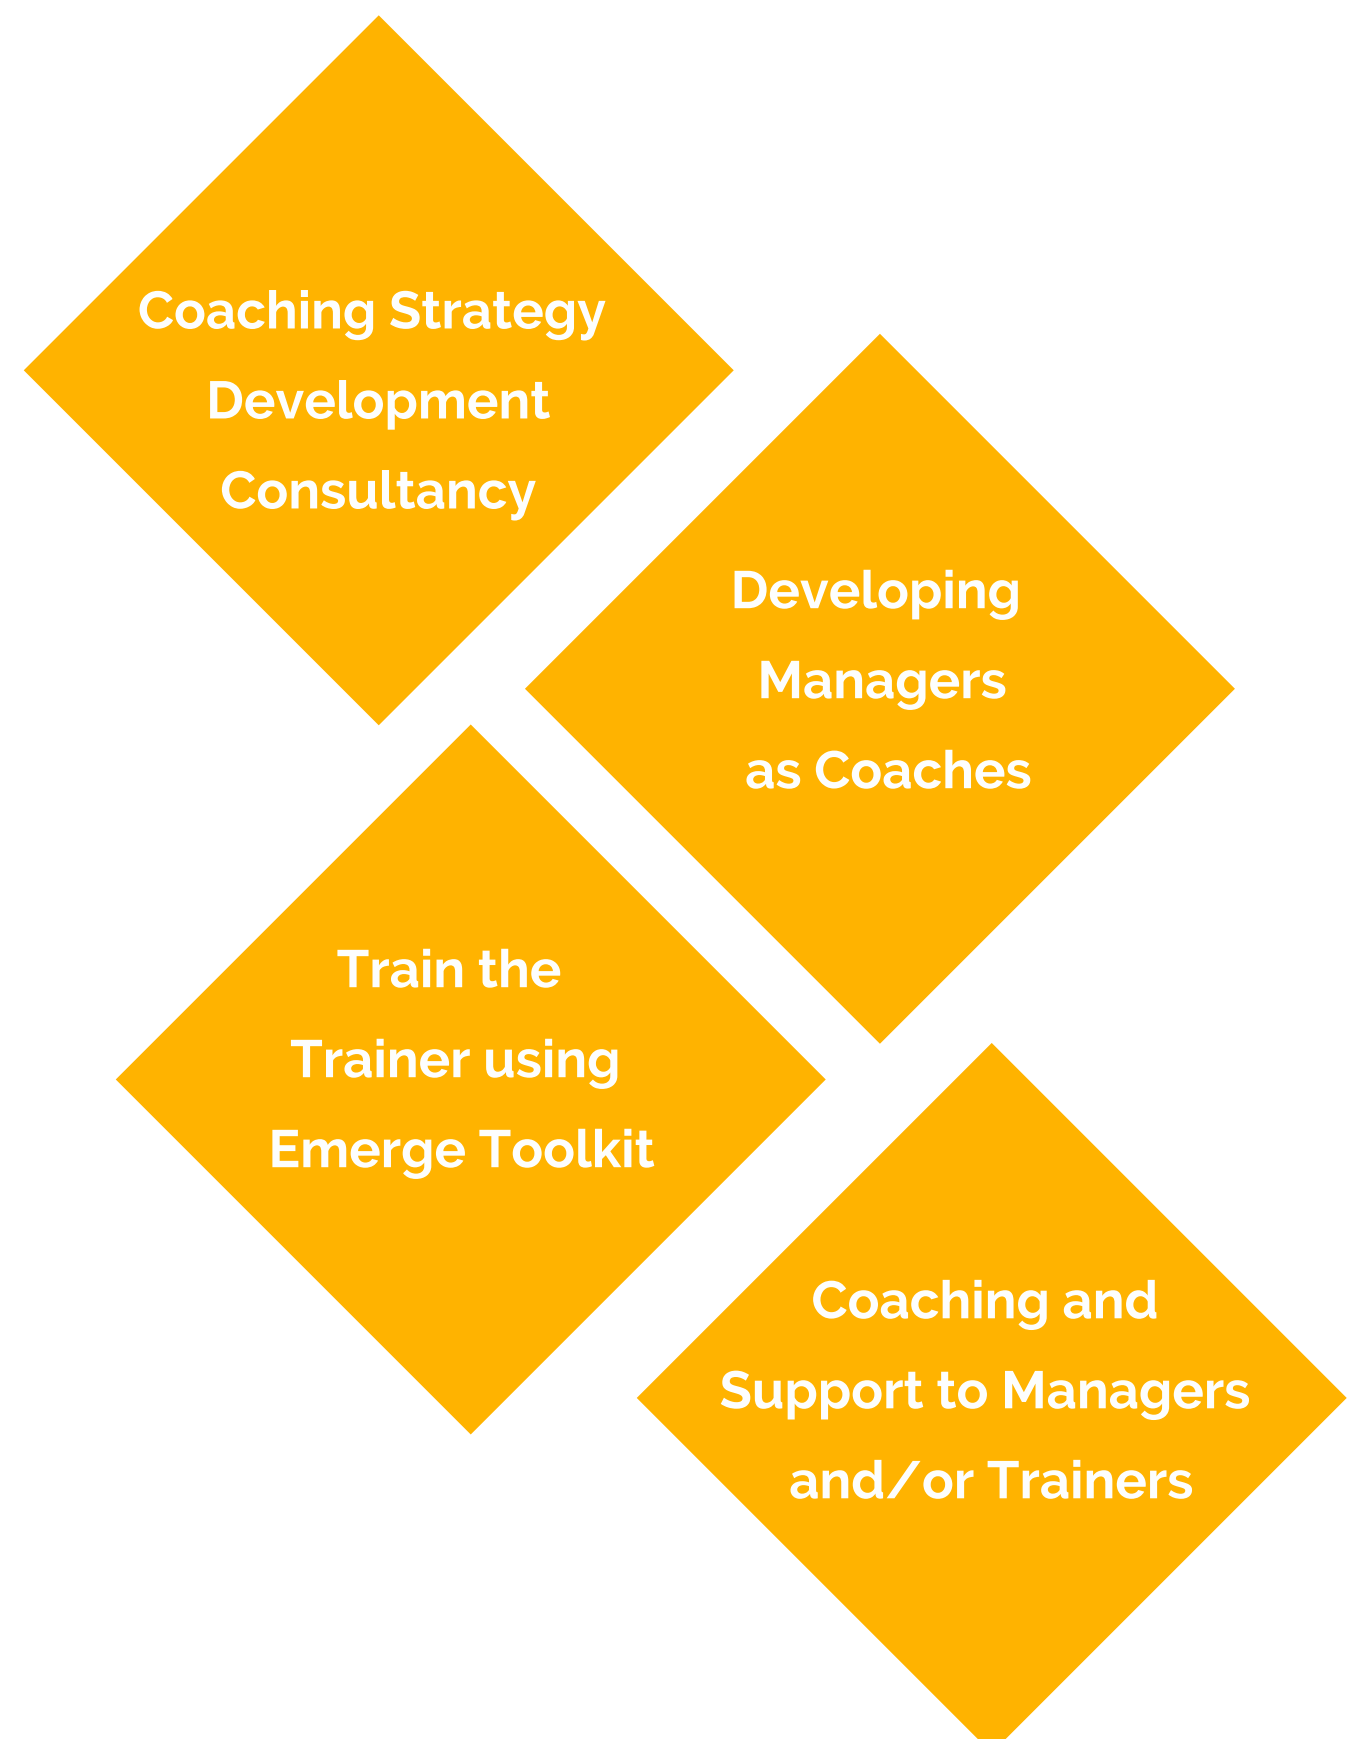 Coaching Strategy
Development
Consultancy
Developing
Managers
as Coaches
Train the
Trainer using
Emerge Toolkit
Coaching and
Support to Managers
and/or Trainers